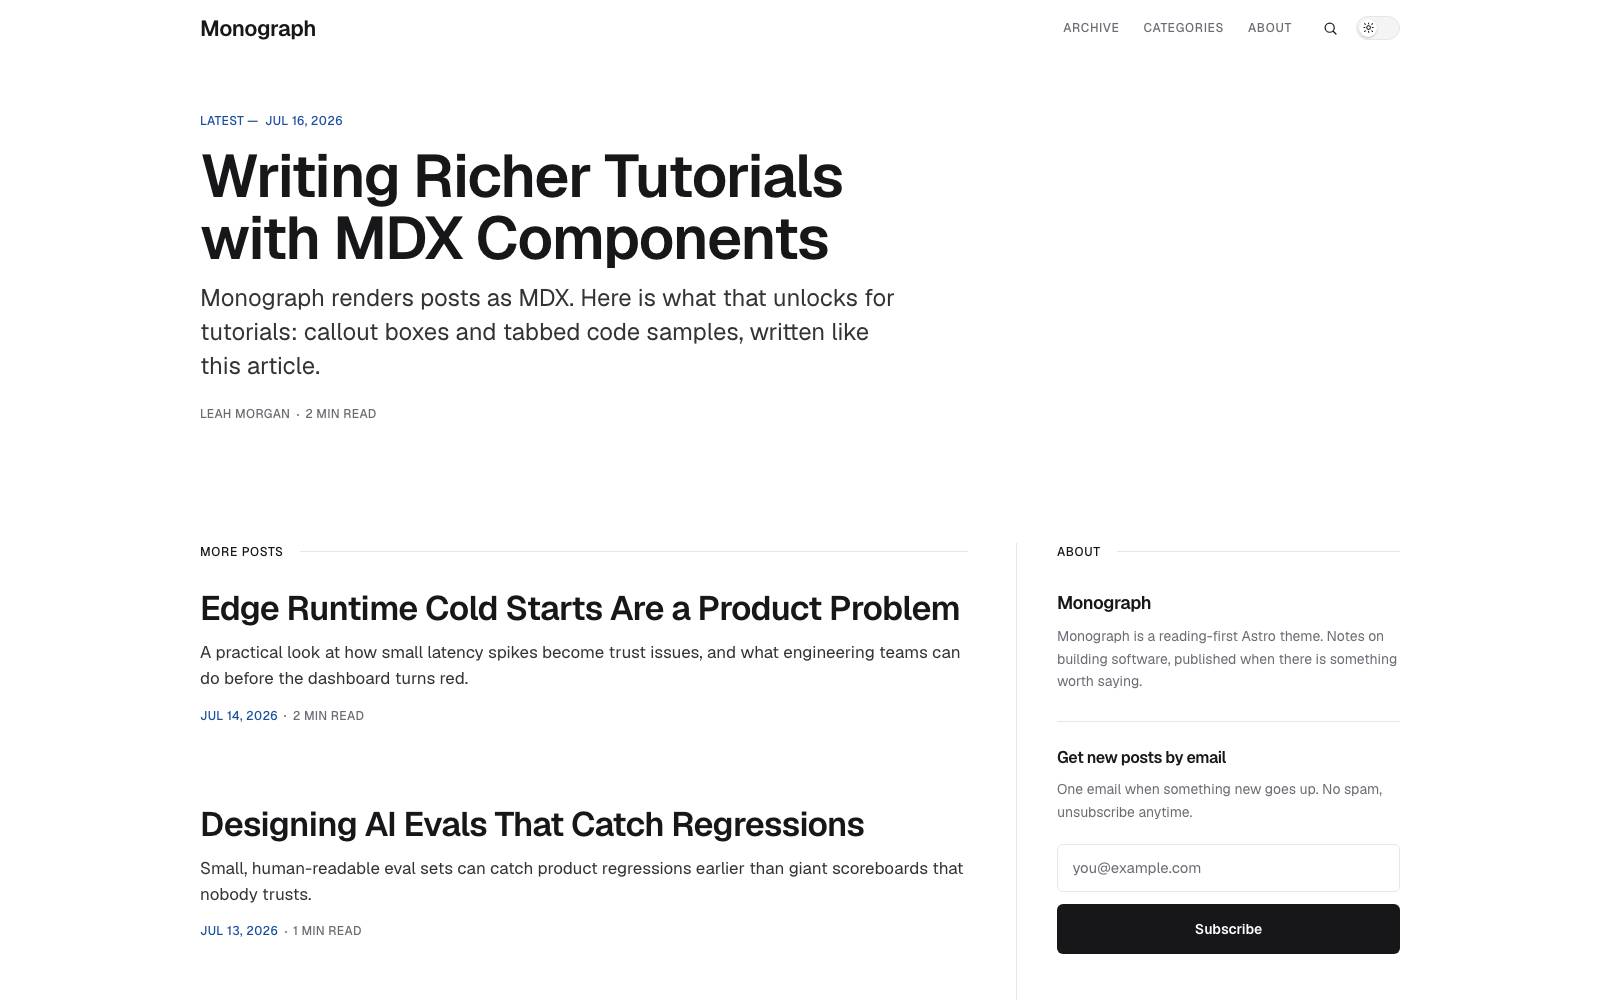 Monograph
ARCHIVE CATEGORIES ABOUT
LATEST — JUL 16, 2026
Writing Richer Tutorials
with MDX Components
Monograph renders posts as MDX. Here is what that unlocks for
tutorials: callout boxes and tabbed code samples, written like
this article.
LEAH MORGAN · 2 MIN READ
MORE POSTS
Edge Runtime Cold Starts Are a Product Problem
A practical look at how small latency spikes become trust issues, and what engineering teams can
do before the dashboard turns red.
JUL 14, 2026 · 2 MIN READ
Designing AI Evals That Catch Regressions
Small, human-readable eval sets can catch product regressions earlier than giant scoreboards that
nobody trusts.
JUL 13, 2026 · 1 MIN READ
ABOUT
Monograph
Monograph is a reading-first Astro theme. Notes on
building software, published when there is something
worth saying.
Get new posts by email
One email when something new goes up. No spam,
unsubscribe anytime.
you@example.com
Subscribe